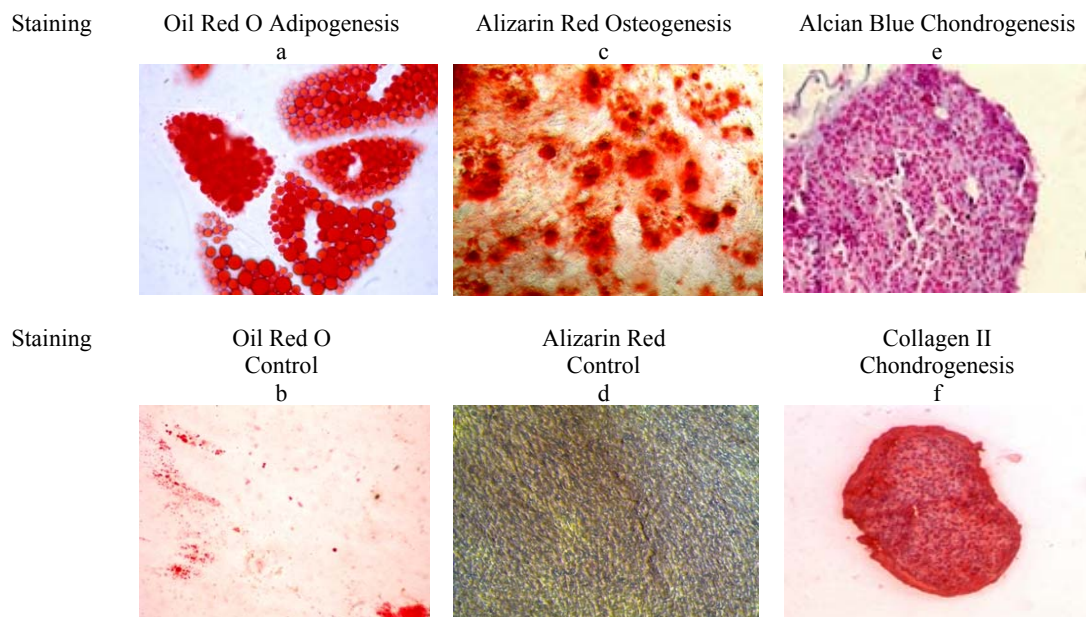 Staining Oil Red O Adipogenesis Alizarin Red Osteogenesis Alcian Blue Chondrogenesis
a c e
Staining Oil Red O Alizarin Red Collagen II
Control Control Chondrogenesis
b d f